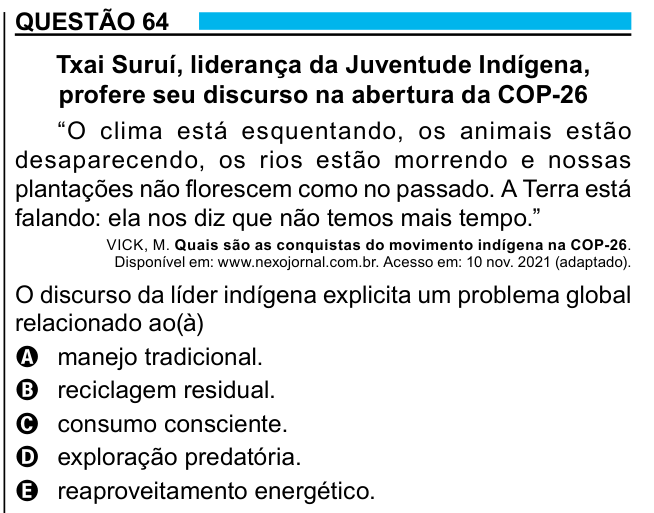 QUESTÃO 64
Txai Suruí, liderança da Juventude Indígena,
profere seu discurso na abertura da COP-26
“O clima está esquentando, os animais estão
desaparecendo, os rios estão morrendo e nossas
plantações não florescem como no passado. A Terra está
falando: ela nos diz que não temos mais tempo.”
VICK, M. Quais são as conquistas do movimento indígena na COP-26.
Disponível em: www.nexojornal.com.br. Acesso em: 10 nov. 2021 (adaptado).
O discurso da líder indígena explicita um problema global
relacionado ao(à)
A manejo tradicional.
B reciclagem residual.
C consumo consciente.
D exploração predatória.
E reaproveitamento energético.